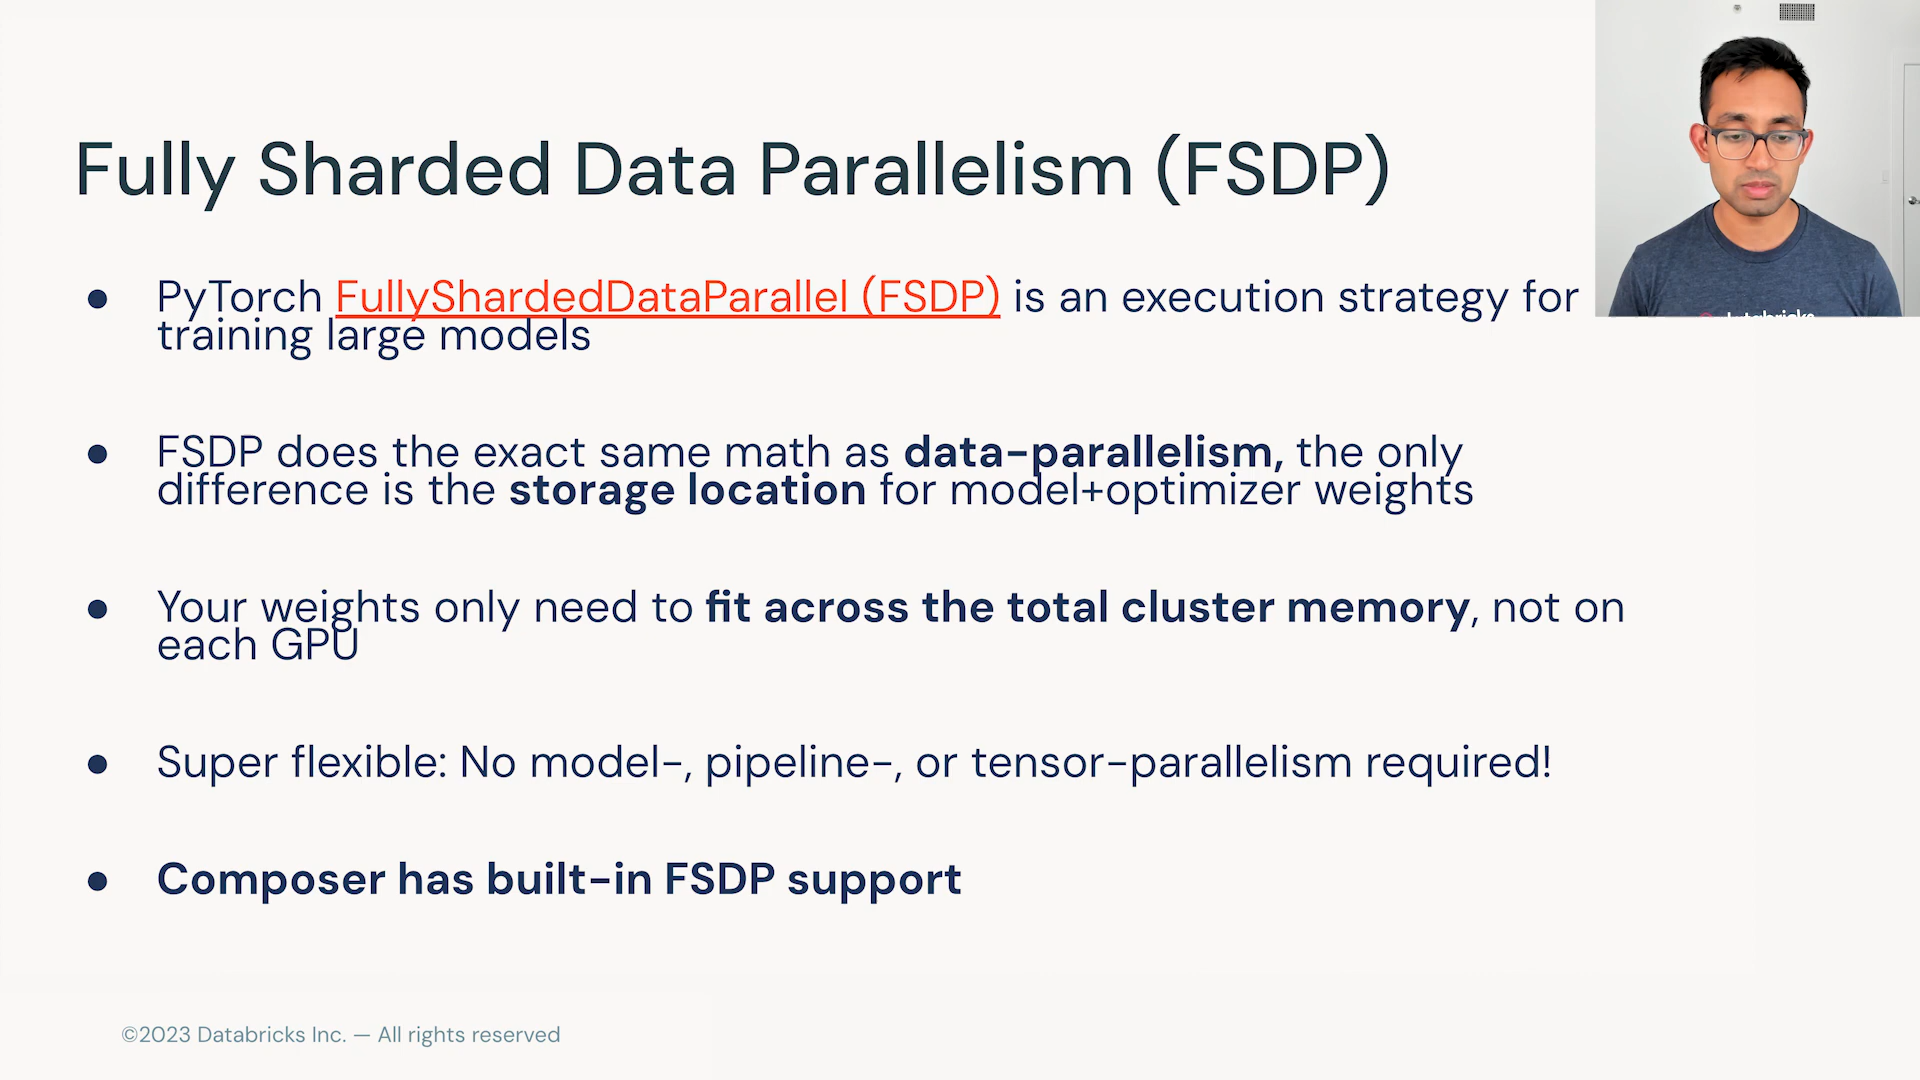 Fully Sharded Data Parallelism (FSDP)
● PyTorch FullyShardedDataParallel (FSDP) is an execution strategy for
training large models
● FSDP does the exact same math as data-parallelism, the only
difference is the storage location for model+optimizer weights
● Your weights only need to fit across the total cluster memory, not on
each GPU
● Super flexible: No model-, pipeline-, or tensor-parallelism required!
● Composer has built-in FSDP support
©2023 Databricks Inc. — All rights reserved